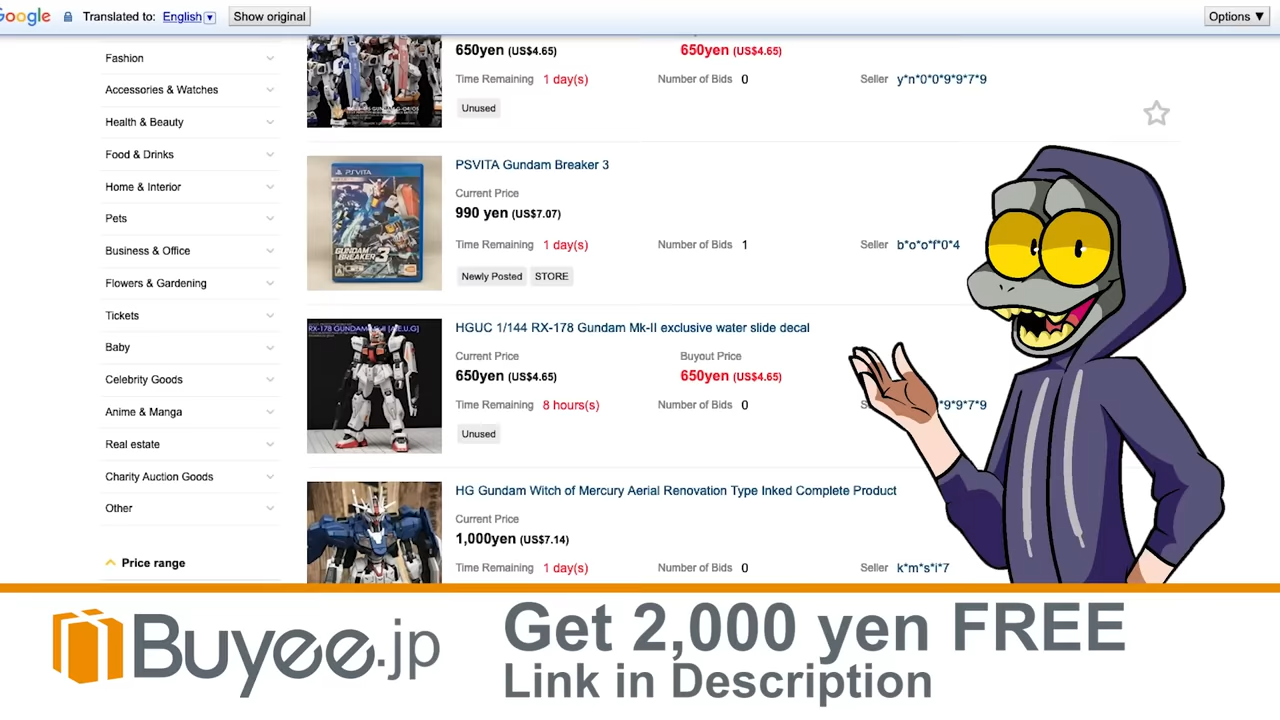 Google Translated to: English ▼ Show original Options ▼
Fashion
Accessories & Watches
Health & Beauty
Food & Drinks
Home & Interior
Pets
Business & Office
Flowers & Gardening
Tickets
Baby
Celebrity Goods
Anime & Manga
Real estate
Charity Auction Goods
Other
Price range
650yen (US$4.65) 650yen (US$4.65)
Time Remaining 1 day(s) Number of Bids 0 Seller y*n*0*0*9*9*7*9
Unused
PSVITA Gundam Breaker 3
Current Price
990 yen (US$7.07)
Time Remaining 1 day(s) Number of Bids 1 Seller b*o*o*f*0*4
Newly Posted STORE
PSVITA
GUNDAM
BREAKER 3
HGUC 1/144 RX-178 Gundam Mk-II exclusive water slide decal
Current Price Buyout Price
650yen (US$4.65) 650yen (US$4.65)
Time Remaining 8 hours(s) Number of Bids 0 *9*9*7*9
Unused
HG Gundam Witch of Mercury Aerial Renovation Type Inked Complete Product
Current Price
1,000yen (US$7.14)
Time Remaining 1 day(s) Number of Bids 0 Seller k*m*s*i*7
Buyee.jp
Get 2,000 yen FREE
Link in Description